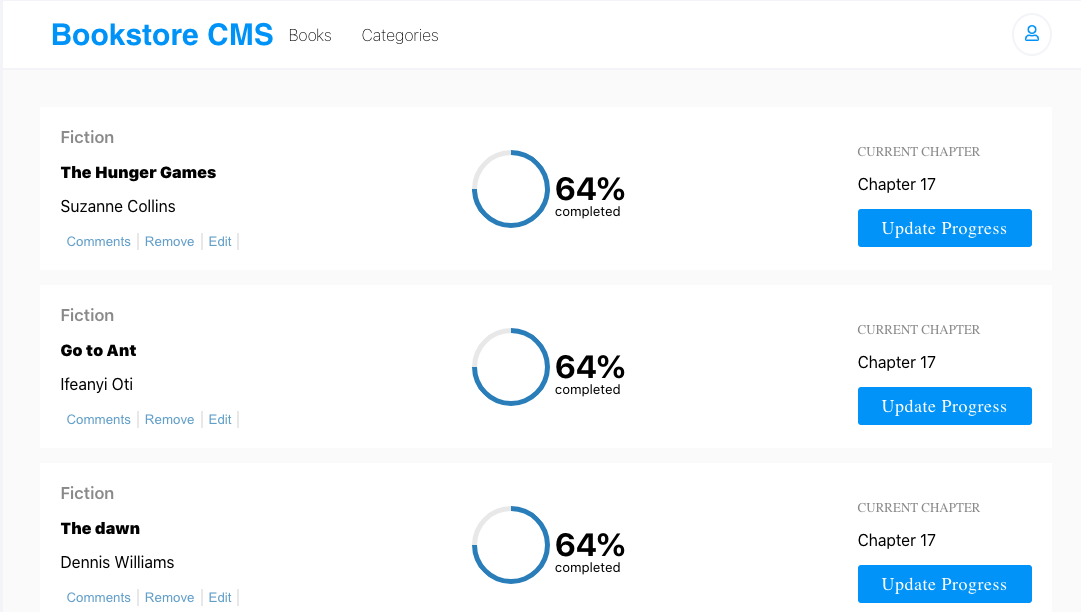 Bookstore CMS Books Categories
Fiction
The Hunger Games
Suzanne Collins
Comments Remove Edit
64%
completed
CURRENT CHAPTER
Chapter 17
Update Progress
Fiction
Go to Ant
Ifeanyi Oti
Comments Remove Edit
64%
completed
CURRENT CHAPTER
Chapter 17
Update Progress
Fiction
The dawn
Dennis Williams
Comments Remove Edit
64%
completed
CURRENT CHAPTER
Chapter 17
Update Progress